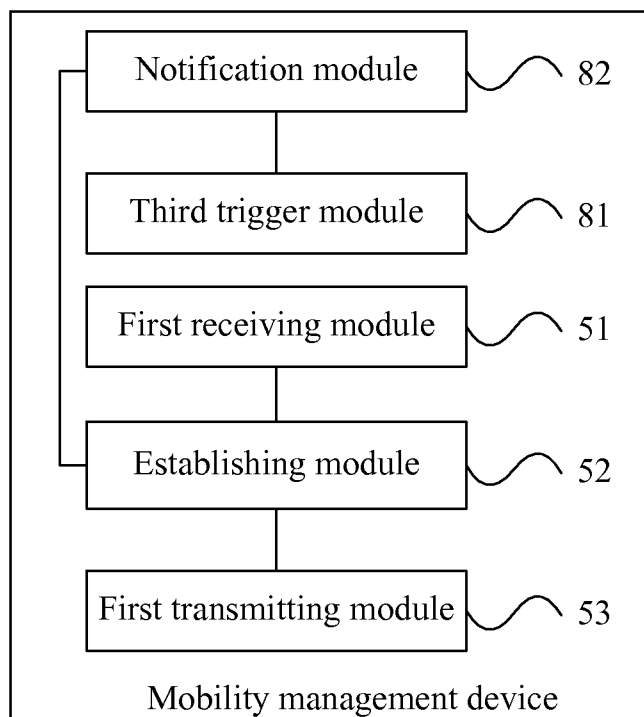 Notification module 82
Third trigger module 81
First receiving module 51
Establishing module 52
First transmitting module 53
Mobility management device